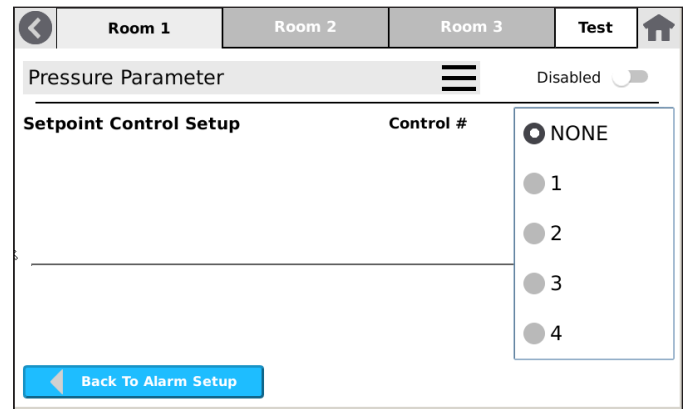 Room 1 Room 2 Room 3 Test
Pressure Parameter Disabled
Setpoint Control Setup Control #
NONE
1
2
3
4
Back To Alarm Setup